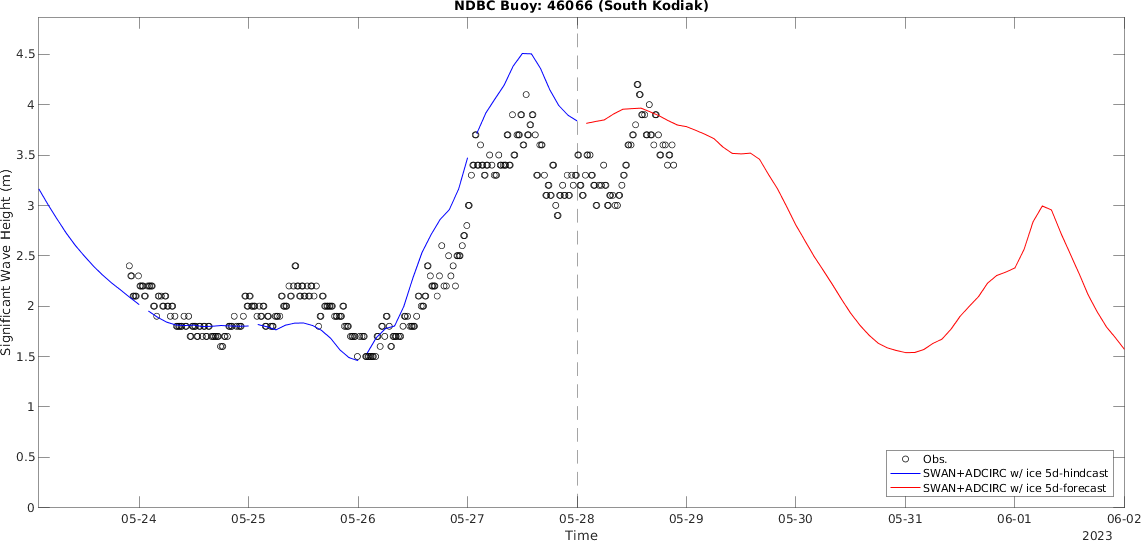 NDBC Buoy: 46066 (South Kodiak)
Significant Wave Height (m)
4.5
4
3.5
3
2.5
2
1.5
1
0.5
0
Obs.
SWAN+ADCIRC w/ ice 5d-hindcast
SWAN+ADCIRC w/ ice 5d-forecast
05-24 05-25 05-26 05-27 05-28 05-29 05-30 05-31 06-01 06-02
Time
2023